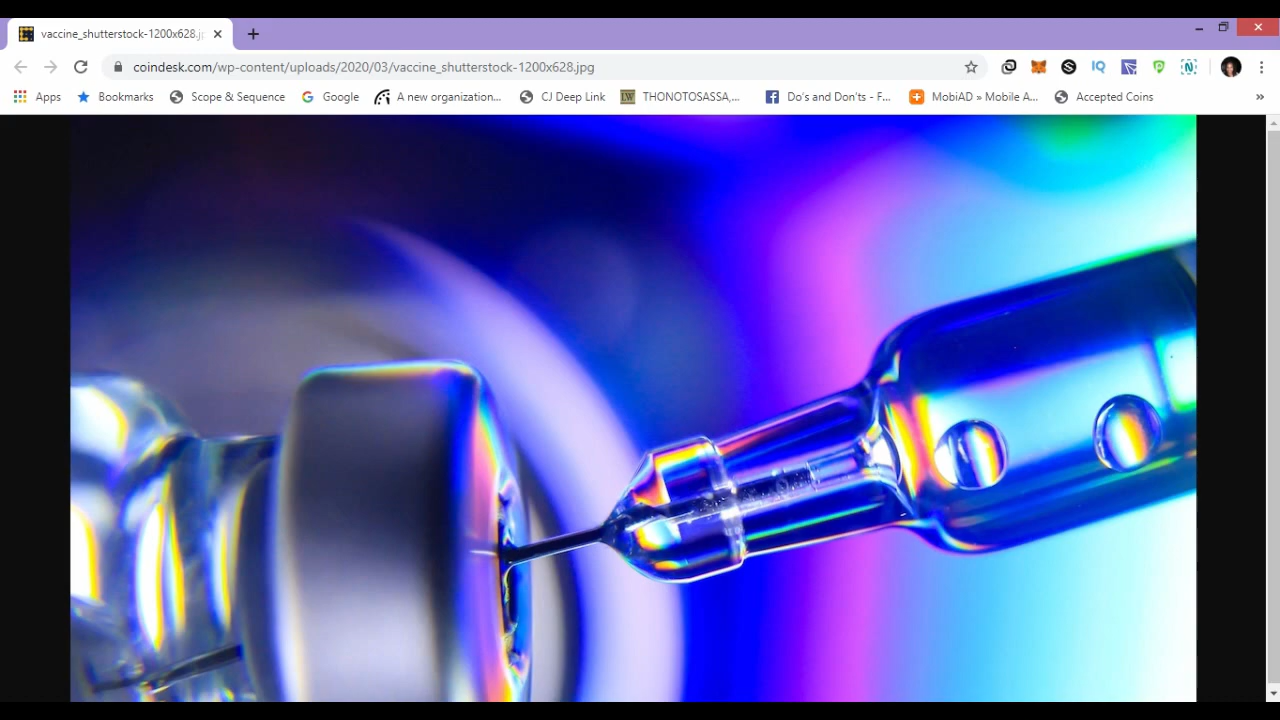 vaccine_shutterstock-1200x628.jp
coindesk.com/wp-content/uploads/2020/03/vaccine_shutterstock-1200x628.jpg
Apps Bookmarks Scope & Sequence Google A new organization... CJ Deep Link LW THONOTOSASSA,... Do's and Don'ts - F... MobiAD » Mobile A... Accepted Coins »